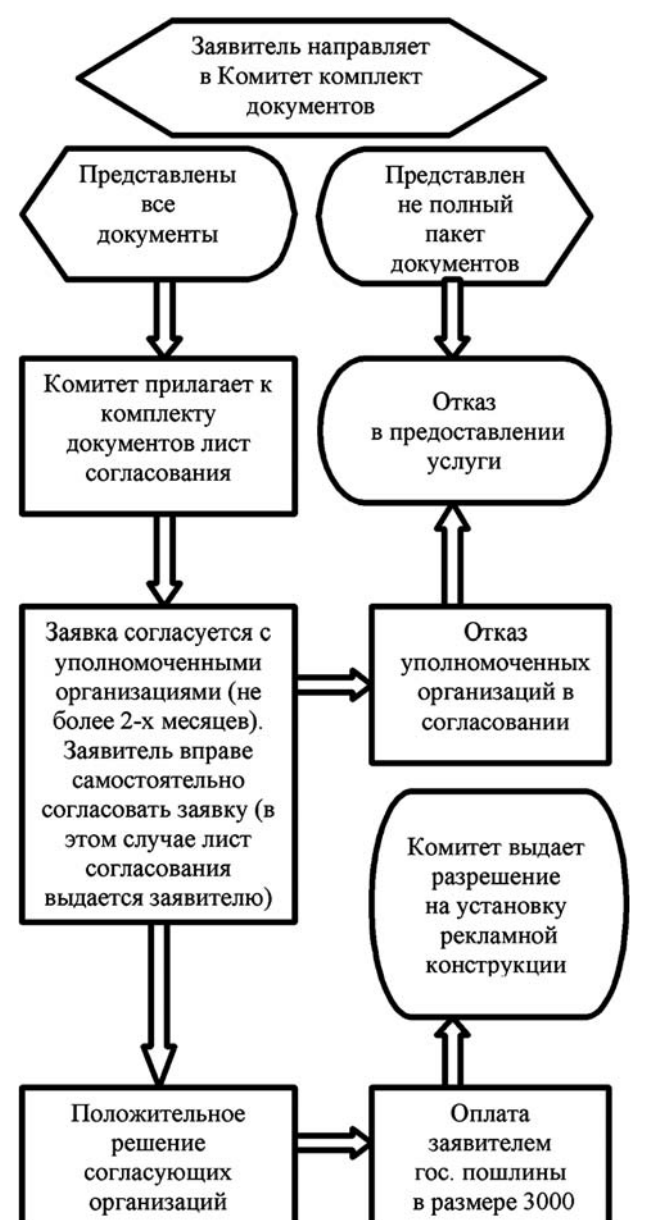 Заявитель направляет
в Комитет комплект
документов
Представлены
все
документы
Представлен
не полный
пакет
документов
Комитет прилагает к
комплекту
документов лист
согласования
Отказ
в предоставлении
услуги
Заявка согласуется с
уполномоченными
организациями (не
более 2-х месяцев).
Заявитель вправе
самостоятельно
согласовать заявку (в
этом случае лист
согласования
выдается заявителю)
Отказ
уполномоченных
организаций в
согласовании
Комитет выдает
разрешение
на установку
рекламной
конструкции
Положительное
решение
согласующих
организаций
Оплата
заявителем
гос. пошлины
в размере 3000